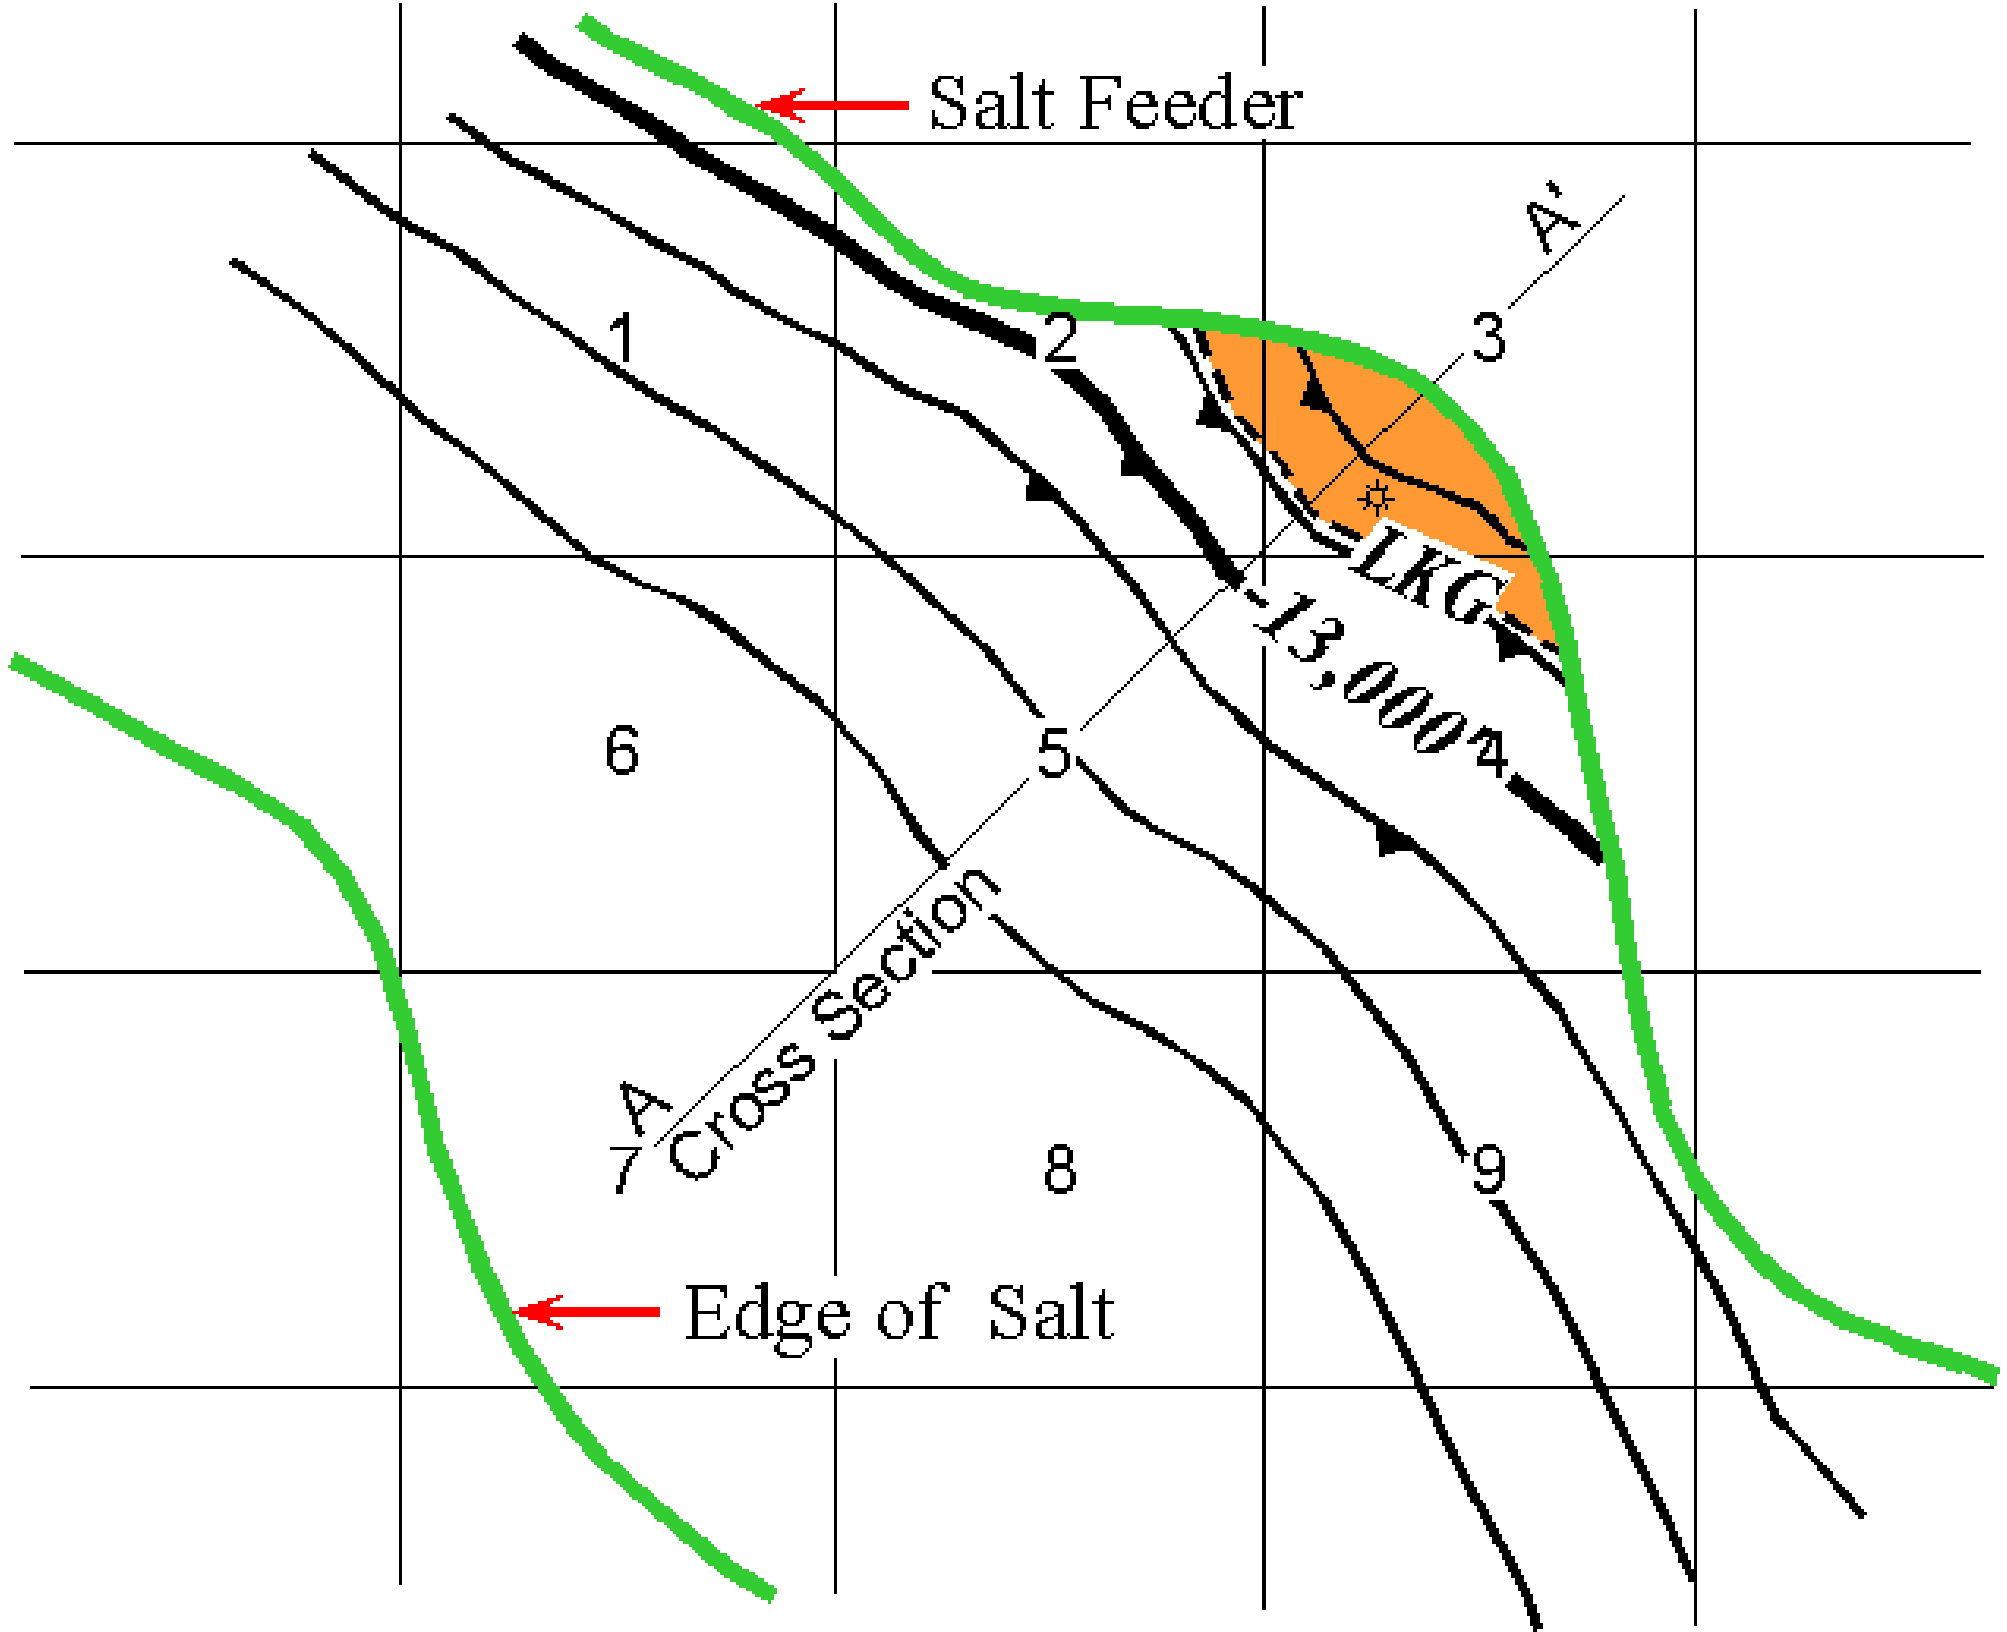 Salt Feeder
A'
1
2
3
LKG
-13,000'
4
5
6
Cross Section
A
7
8
9
Edge of Salt